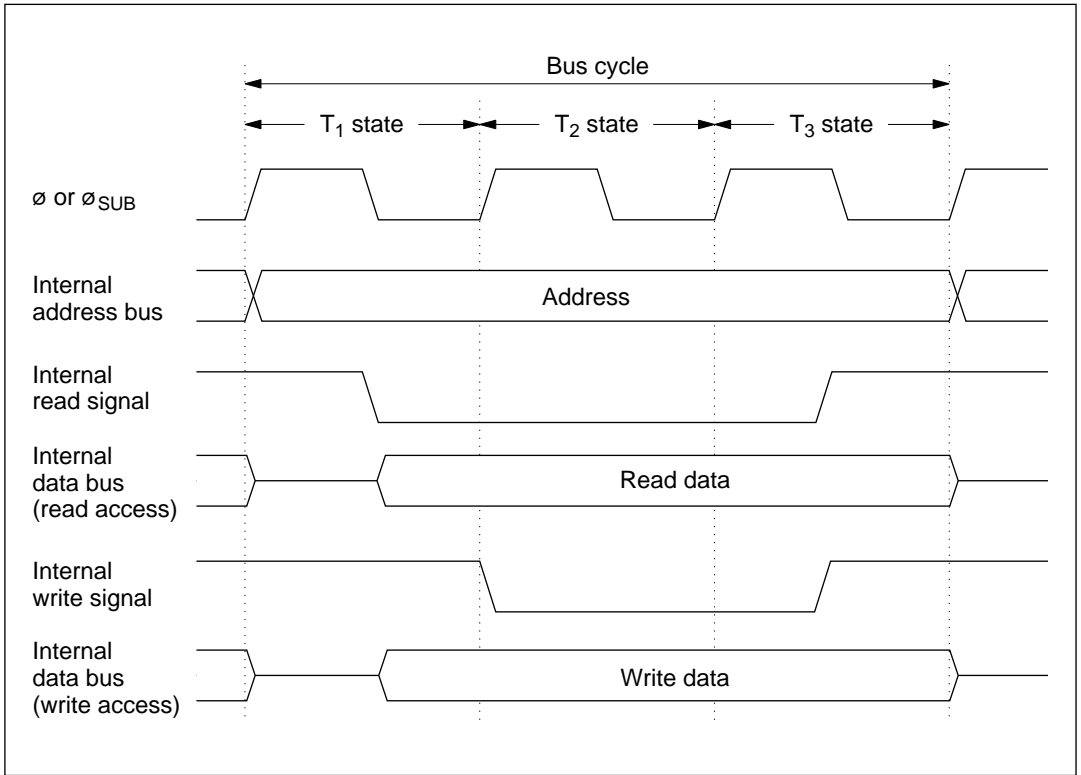 Bus cycle
T1 state
T2 state
T3 state
ø or øSUB
Internal
address bus
Address
Internal
read signal
Internal
data bus
(read access)
Read data
Internal
write signal
Internal
data bus
(write access)
Write data